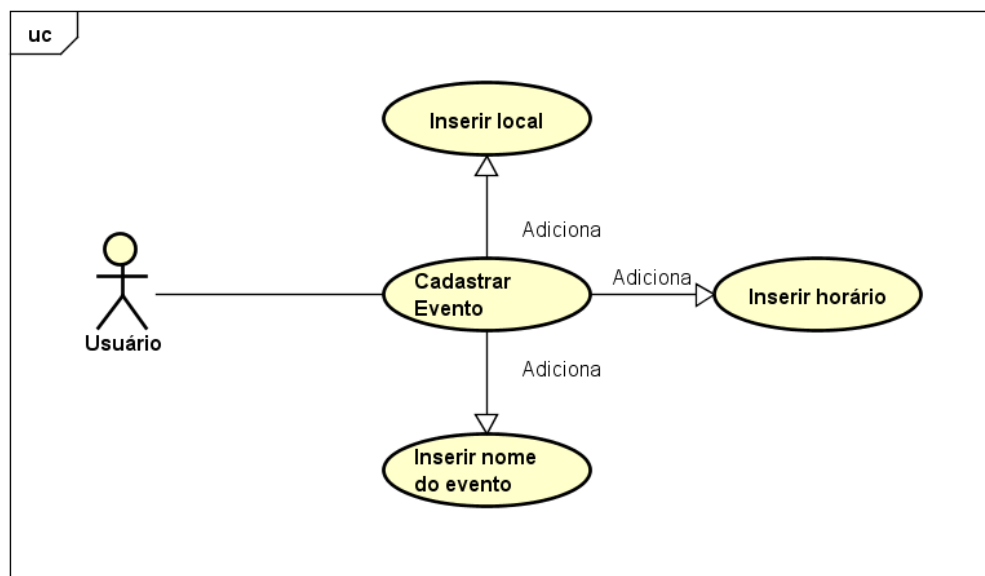 uc
Inserir local
Adiciona
Cadastrar
Evento
Adiciona
Inserir horário
Usuário
Adiciona
Inserir nome
do evento